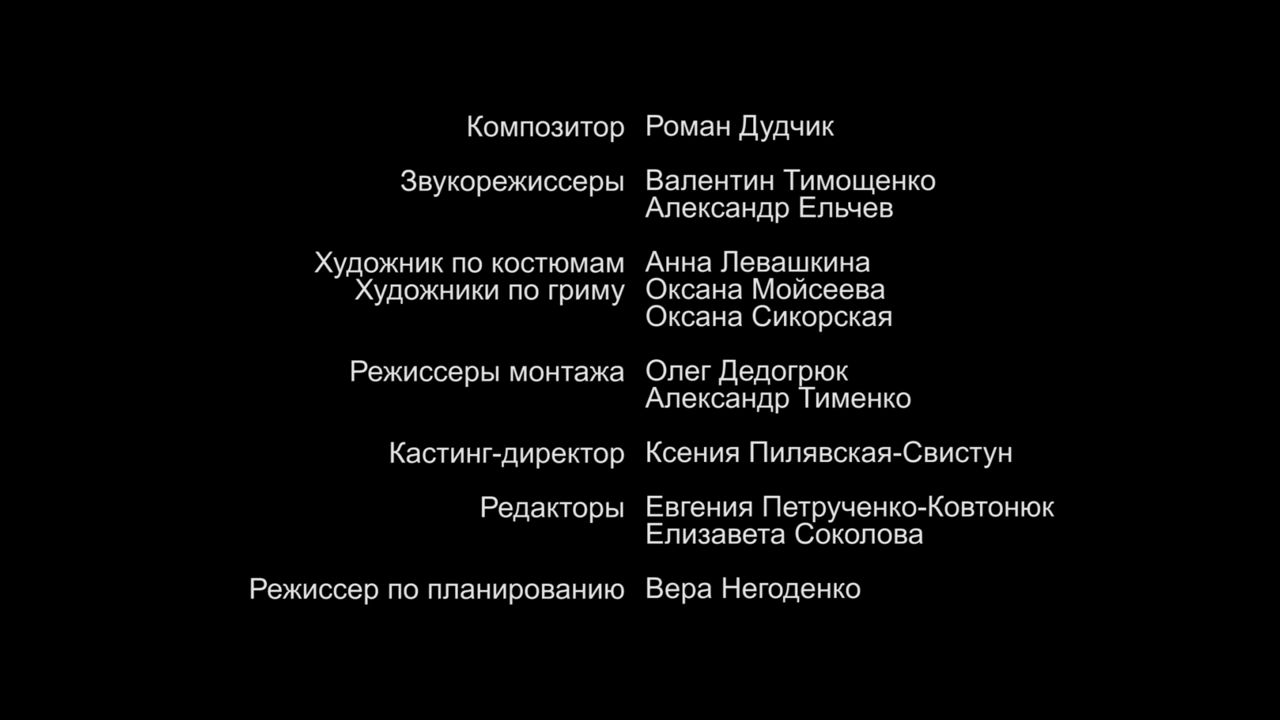 Композитор Роман Дудчик
Звукорежиссеры Валентин Тимощенко
Александр Ельчев
Художник по костюмам Анна Левашкина
Художники по гриму Оксана Мойсеева
Оксана Сикорская
Режиссеры монтажа Олег Дедогрюк
Александр Тименко
Кастинг-директор Ксения Пилявская-Свистун
Редакторы Евгения Петрученко-Ковтонюк
Елизавета Соколова
Режиссер по планированию Вера Негоденко